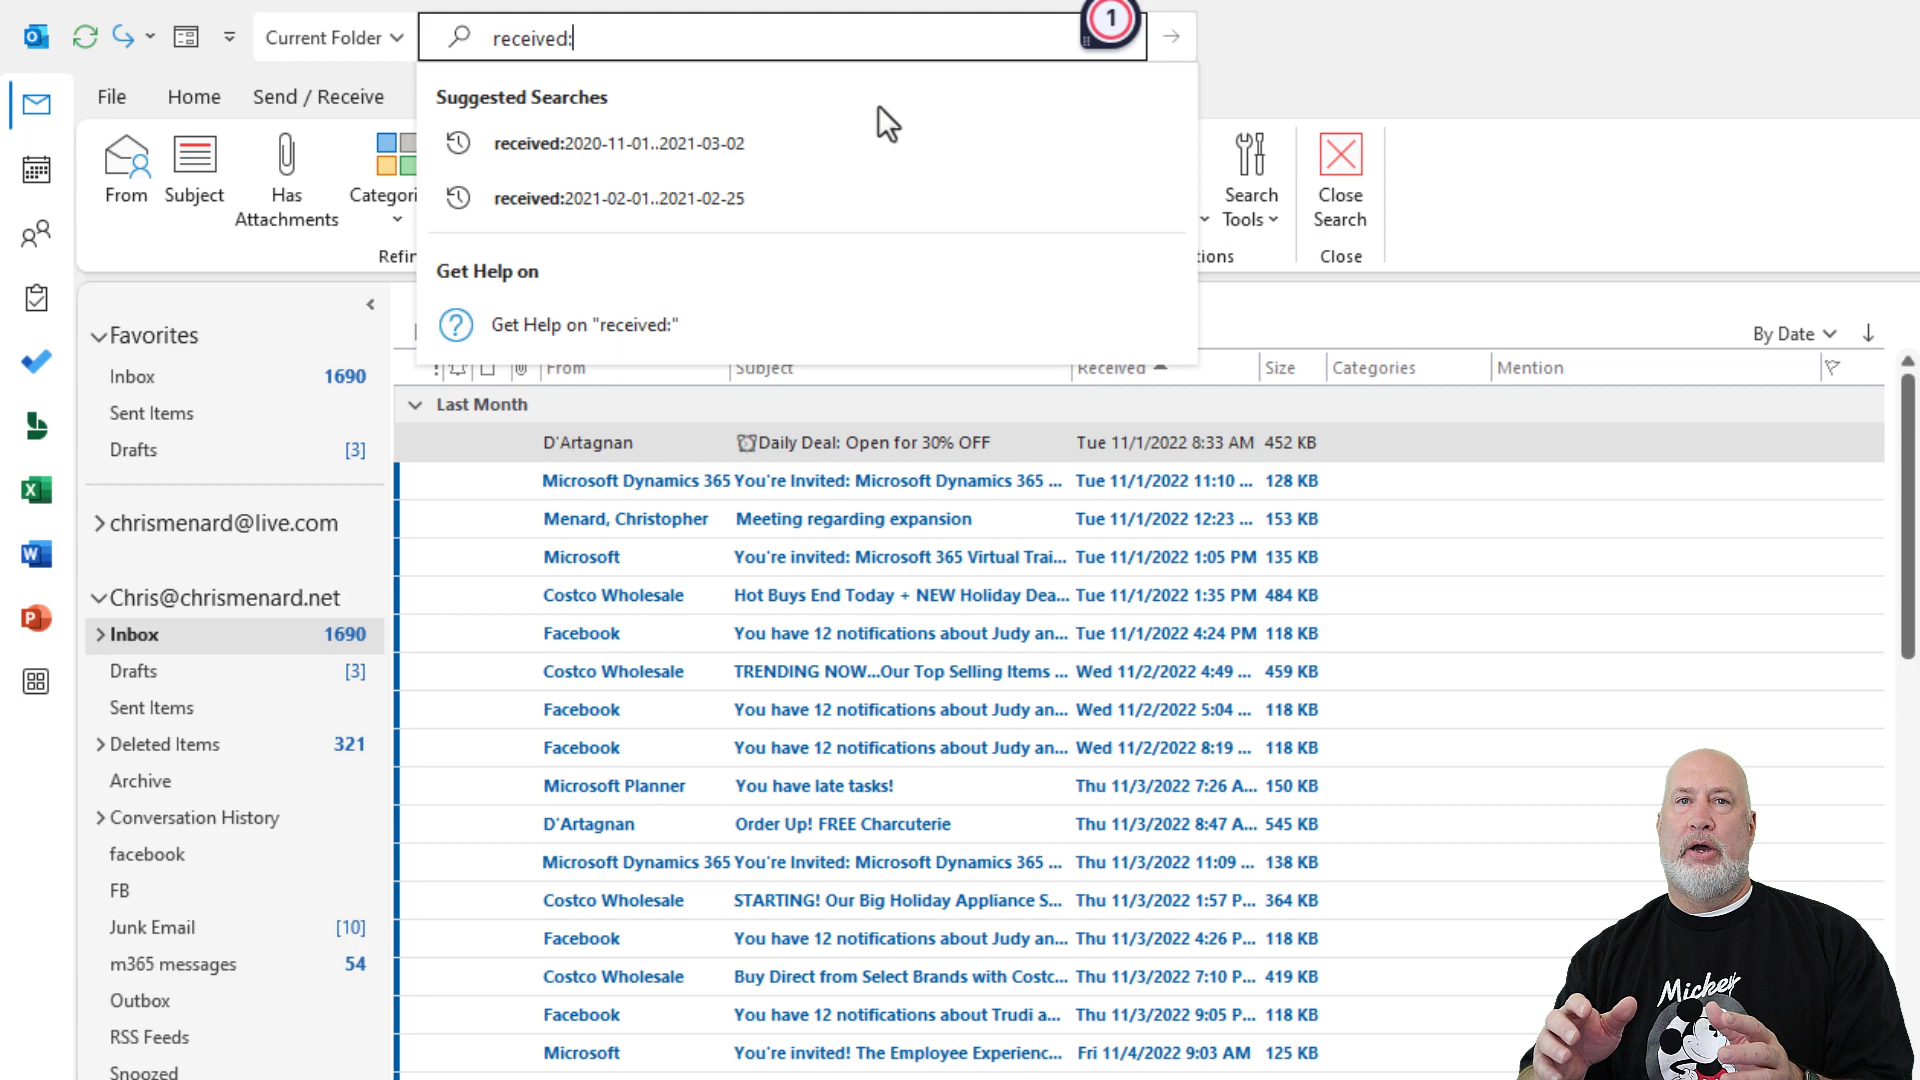 Current Folder
received:
1
File
Home
Send / Receive
Suggested Searches
received:2020-11-01..2021-03-02
received:2021-02-01..2021-02-25
Get Help on
Get Help on "received:"
From
Subject
Has
Attachments
Search
Tools
Close
Search
Close
Favorites
Inbox 1690
Sent Items
Drafts [3]
chrismenard@live.com
Chris@chrismenard.net
Inbox 1690
Drafts [3]
Sent Items
Deleted Items 321
Archive
Conversation History
facebook
FB
Junk Email [10]
m365 messages 54
Outbox
RSS Feeds
Snoozed
By Date
From Subject Received Size Categories Mention
Last Month
D'Artagnan Daily Deal: Open for 30% OFF Tue 11/1/2022 8:33 AM 452 KB
Microsoft Dynamics 365 You're Invited: Microsoft Dynamics 365 ... Tue 11/1/2022 11:10 ... 128 KB
Menard, Christopher Meeting regarding expansion Tue 11/1/2022 12:23 ... 153 KB
Microsoft You're invited: Microsoft 365 Virtual Trai... Tue 11/1/2022 1:05 PM 135 KB
Costco Wholesale Hot Buys End Today + NEW Holiday Dea... Tue 11/1/2022 1:35 PM 484 KB
Facebook You have 12 notifications about Judy an... Tue 11/1/2022 4:24 PM 118 KB
Costco Wholesale TRENDING NOW...Our Top Selling Items ... Wed 11/2/2022 4:49 ... 459 KB
Facebook You have 12 notifications about Judy an... Wed 11/2/2022 5:04 ... 118 KB
Facebook You have 12 notifications about Judy an... Wed 11/2/2022 8:19 ... 118 KB
Microsoft Planner You have late tasks! Thu 11/3/2022 7:26 A... 150 KB
D'Artagnan Order Up! FREE Charcuterie Thu 11/3/2022 8:47 A... 545 KB
Microsoft Dynamics 365 You're Invited: Microsoft Dynamics 365 ... Thu 11/3/2022 11:09 ... 138 KB
Costco Wholesale STARTING! Our Big Holiday Appliance S... Thu 11/3/2022 1:57 P... 364 KB
Facebook You have 12 notifications about Judy an... Thu 11/3/2022 4:26 P... 118 KB
Costco Wholesale Buy Direct from Select Brands with Costc... Thu 11/3/2022 7:10 P... 419 KB
Facebook You have 12 notifications about Trudi a... Thu 11/3/2022 9:05 P... 118 KB
Microsoft You're invited! The Employee Experienc... Fri 11/4/2022 9:03 AM 125 KB
Mickey